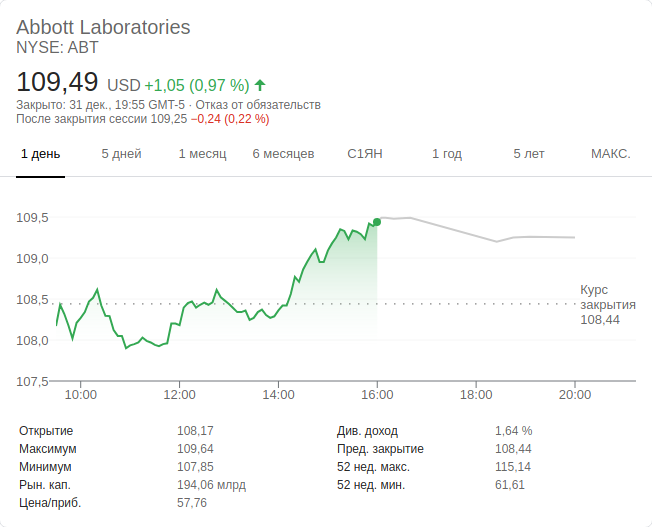 Abbott Laboratories
NYSE: ABT
109,49 USD +1,05 (0,97 %)
Закрыто: 31 дек., 19:55 GMT-5 · Отказ от обязательств
После закрытия сессии 109,25 −0,24 (0,22 %)
1 день 5 дней 1 месяц 6 месяцев С1ЯН 1 год 5 лет МАКС.
109,5
109,0
108,5
108,0
107,5
Курс
закрытия
108,44
10:00 12:00 14:00 16:00 18:00 20:00
Открытие 108,17 Див. доход 1,64 %
Максимум 109,64 Пред. закрытие 108,44
Минимум 107,85 52 нед. макс. 115,14
Рын. кап. 194,06 млрд 52 нед. мин. 61,61
Цена/приб. 57,76